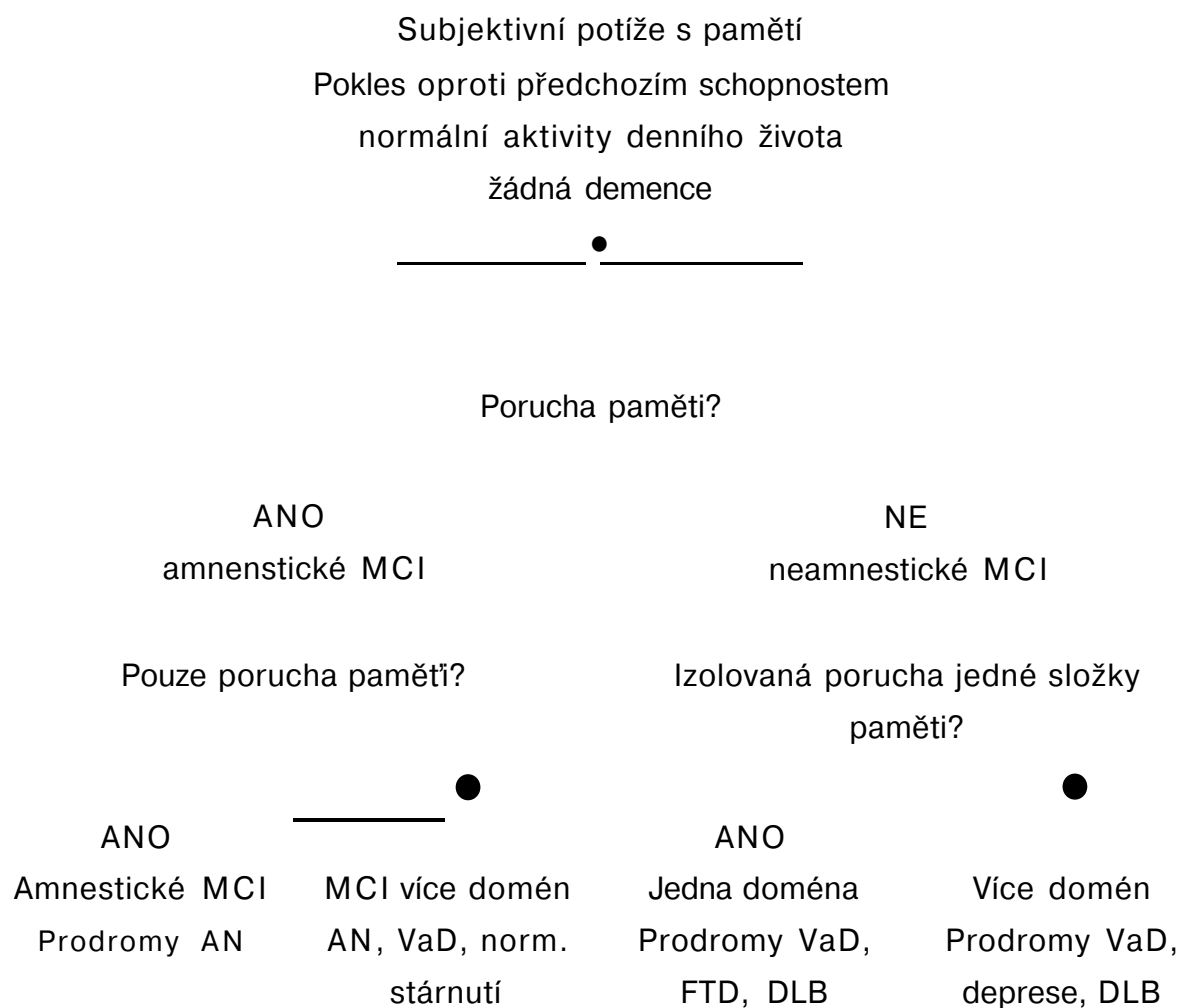 Subjektivní potíže s pamětí
Pokles oproti předchozím schopnostem
normální aktivity denního života
žádná demence
Porucha paměti?
ANO
amnenstické MCI
NE
neamnestické MCI
Pouze porucha paměťi?
Izolovaná porucha jedné složky
paměti?
ANO
Amnestické MCI
Prodromy AN
MCI více domén
AN, VaD, norm.
stárnutí
ANO
Jedna doména
Prodromy VaD,
FTD, DLB
Více domén
Prodromy VaD,
deprese, DLB